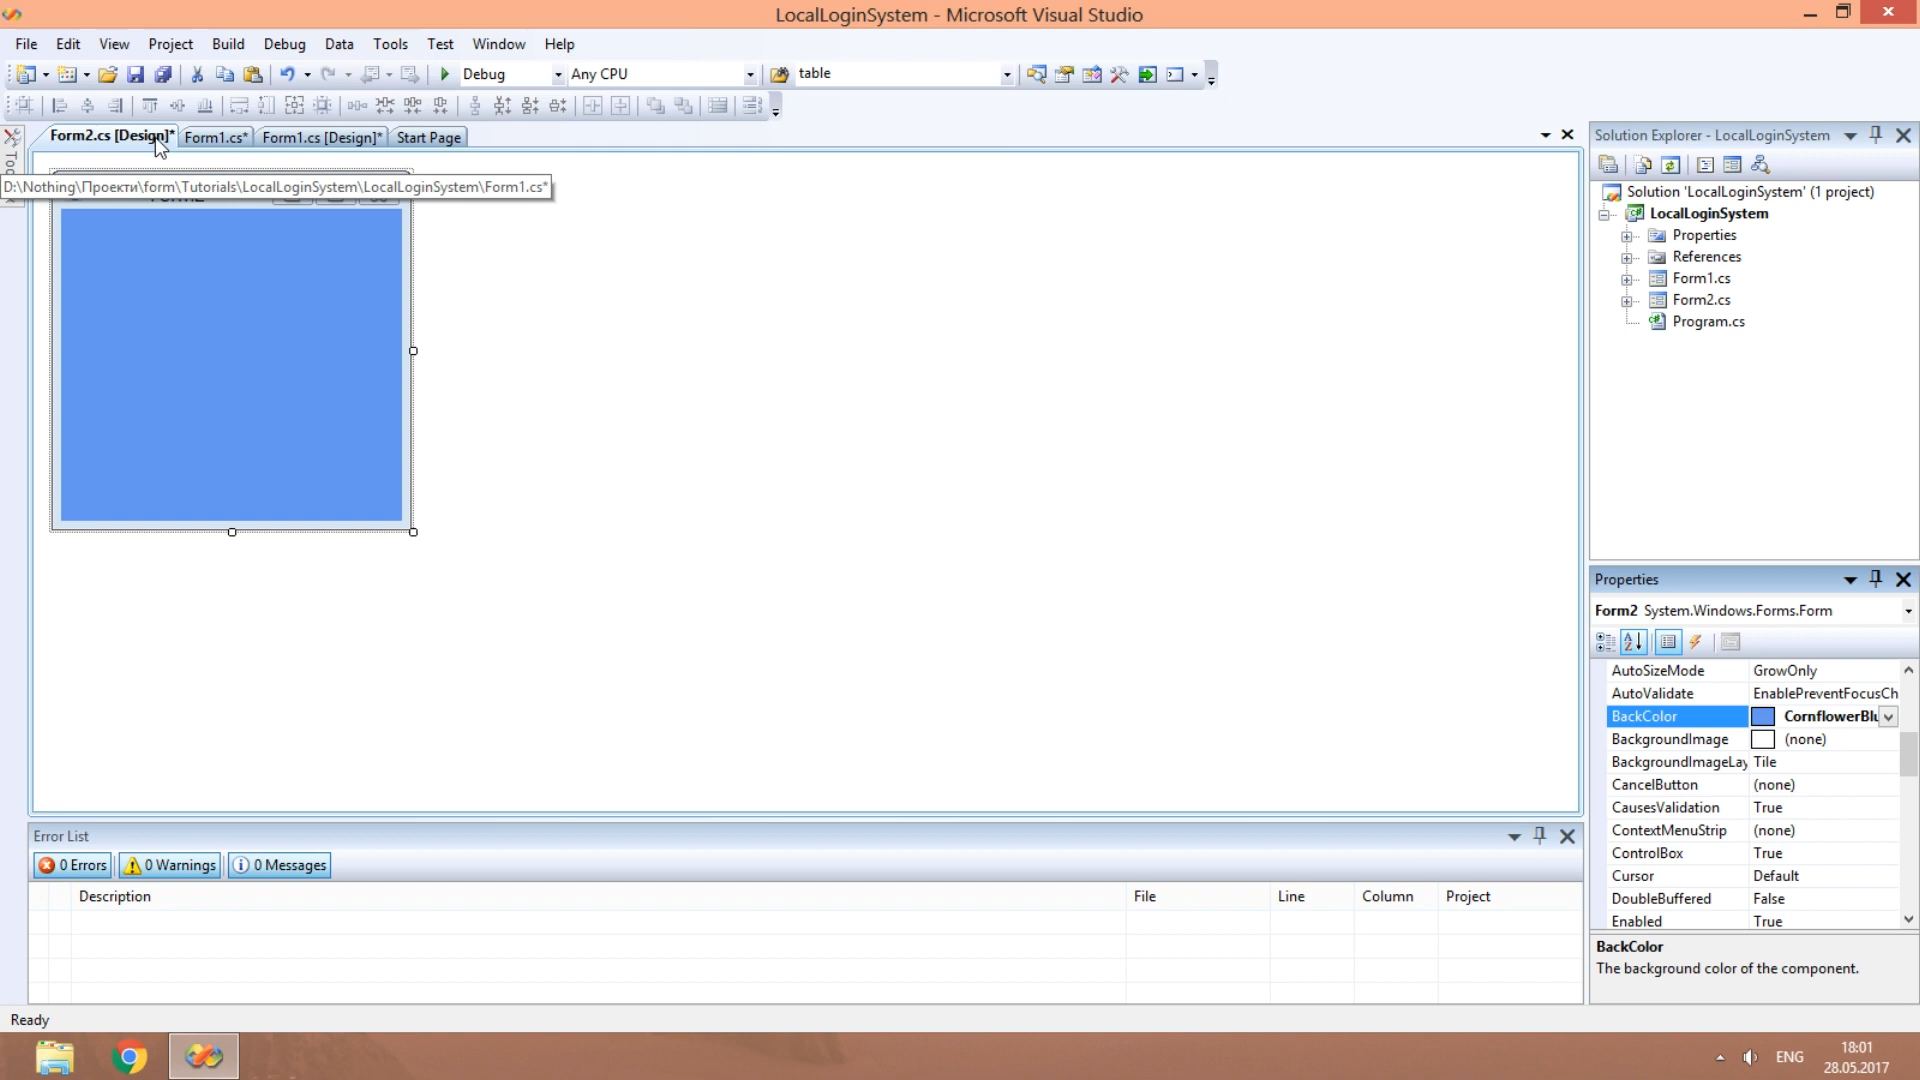 LocalLoginSystem - Microsoft Visual Studio
File Edit View Project Build Debug Data Tools Test Window Help
Debug Any CPU table
Form2.cs [Design]* Form1.cs* Form1.cs [Design]* Start Page
D:\Nothing\Проекти\form\Tutorials\LocalLoginSystem\LocalLoginSystem\Form1.cs*
Solution Explorer - LocalLoginSystem
Solution 'LocalLoginSystem' (1 project)
LocalLoginSystem
Properties
References
Form1.cs
Form2.cs
Program.cs
Properties
Form2 System.Windows.Forms.Form
AutoSizeMode GrowOnly
AutoValidate EnablePreventFocusCh
BackColor CornflowerBlu
BackgroundImage (none)
BackgroundImageLay Tile
CancelButton (none)
CausesValidation True
ContextMenuStrip (none)
ControlBox True
Cursor Default
DoubleBuffered False
Enabled True
BackColor
The background color of the component.
Error List
0 Errors 0 Warnings 0 Messages
Description File Line Column Project
Ready
ENG
18:01
28.05.2017